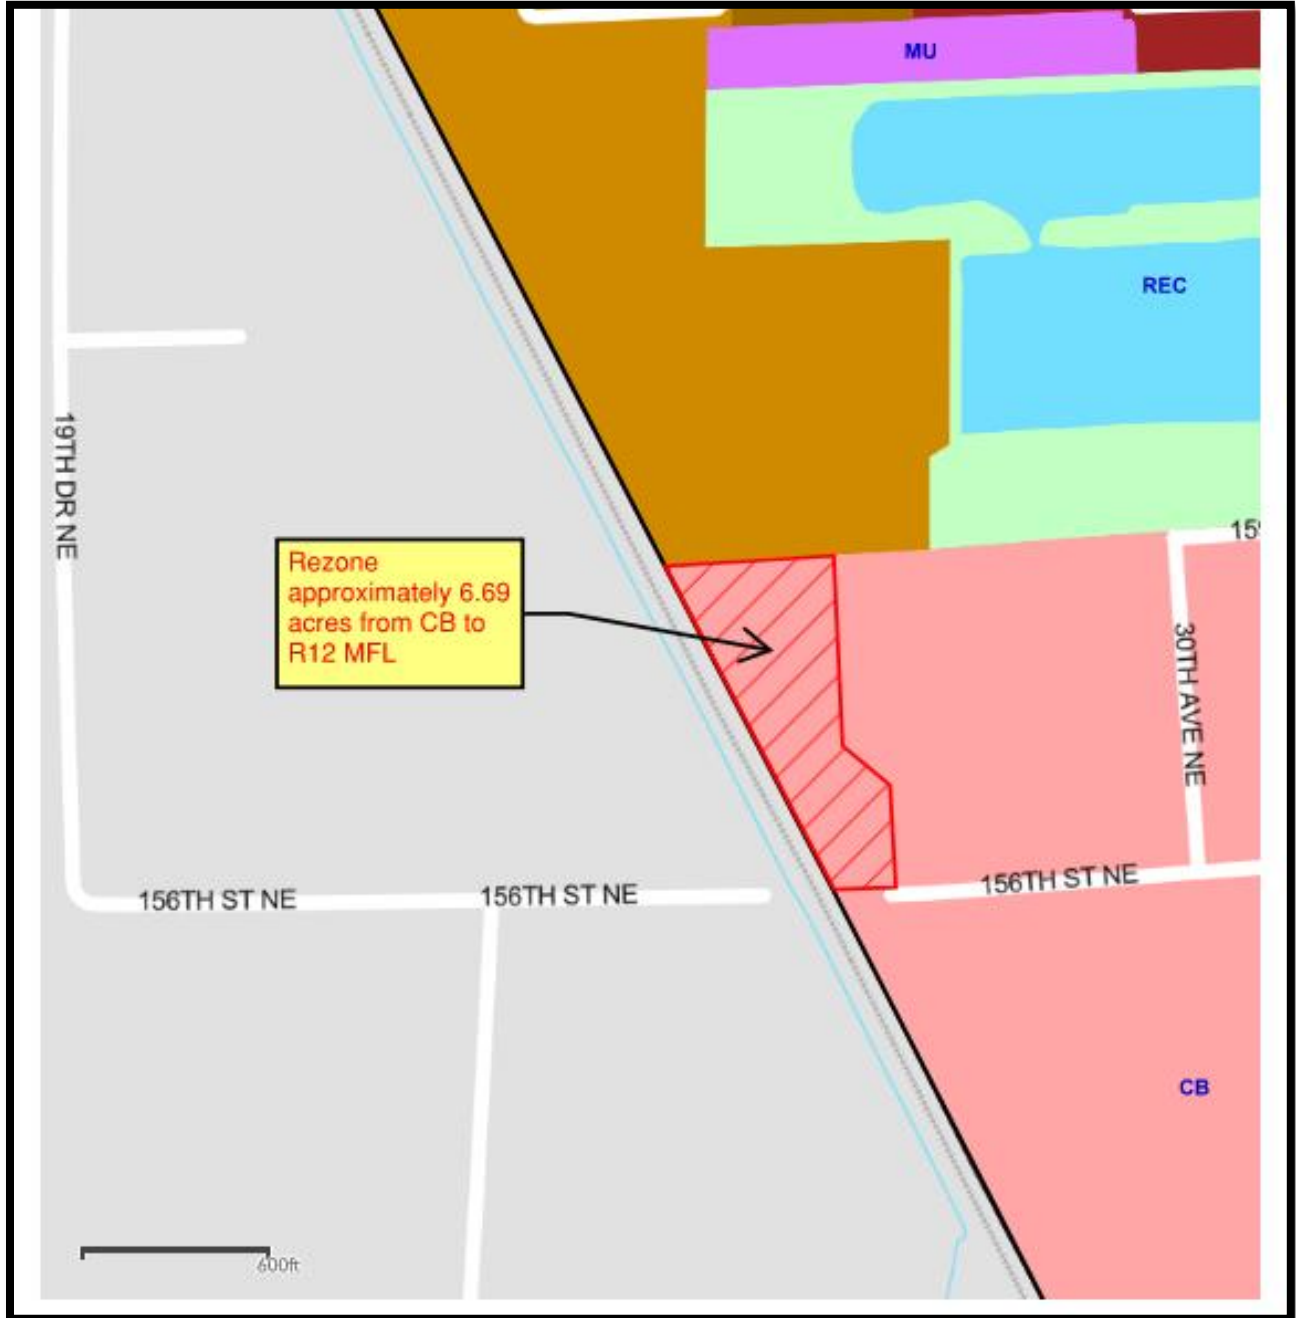 MU
REC
19TH DR NE
15
Rezone
approximately 6.69
acres from CB to
R12 MFL
30TH AVE NE
156TH ST NE
156TH ST NE
156TH ST NE
CB
600ft